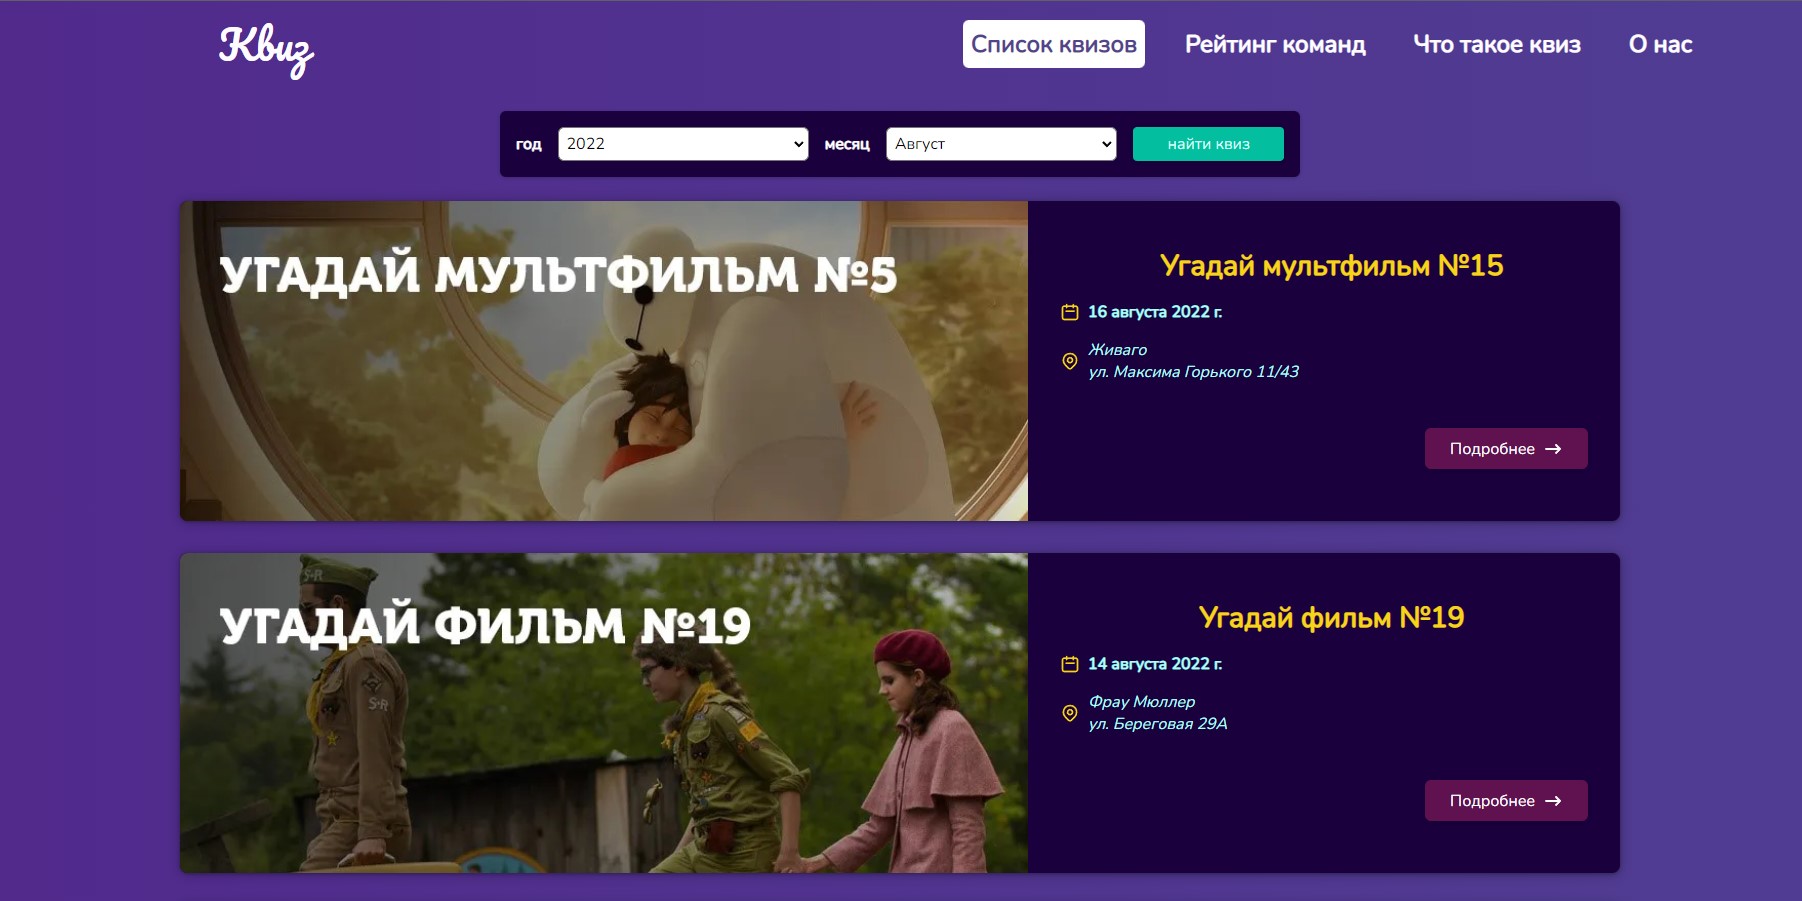 Квиз
Список квизов
Рейтинг команд
Что такое квиз
О нас
год
2022
месяц
Август
найти квиз
УГАДАЙ МУЛЬТФИЛЬМ №5
Угадай мультфильм №15
16 августа 2022 г.
Живаго
ул. Максима Горького 11/43
Подробнее
S·R
УГАДАЙ ФИЛЬМ №19
S·R
Угадай фильм №19
14 августа 2022 г.
Фрау Мюллер
ул. Береговая 29А
Подробнее